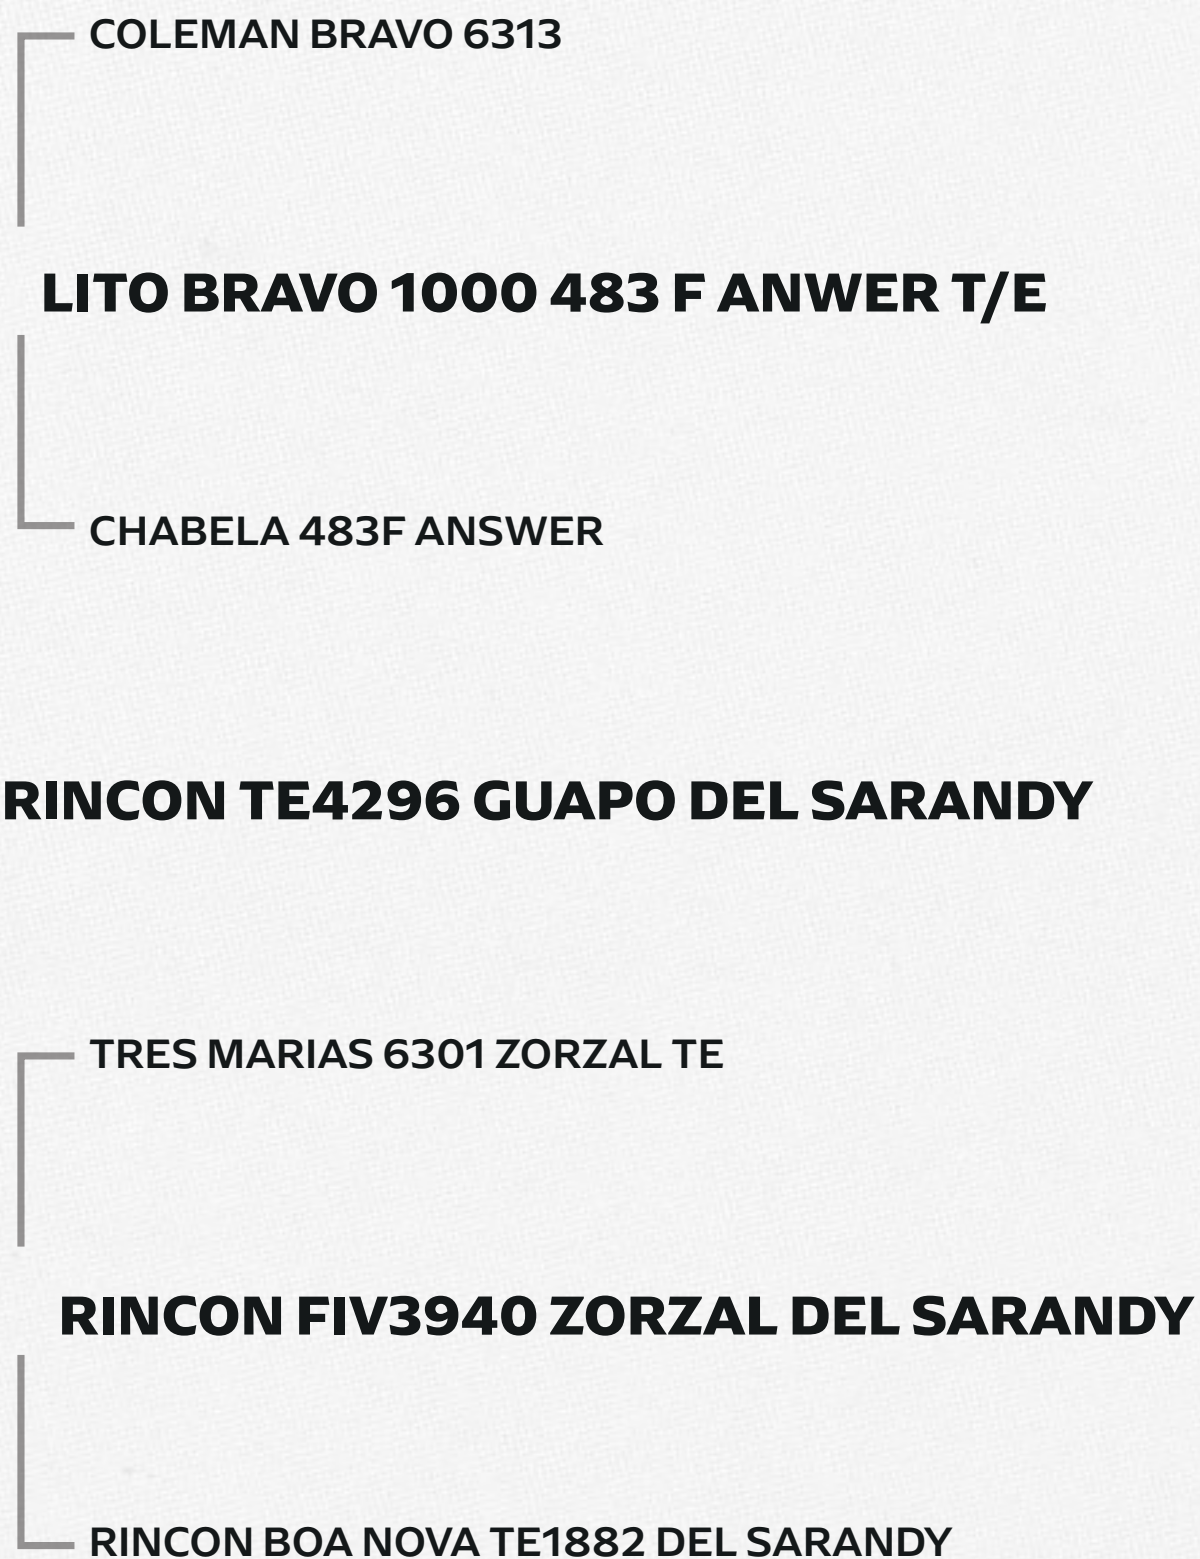 COLEMAN BRAVO 6313
LITO BRAVO 1000 483 F ANWER T/E
CHABELA 483F ANSWER
RINCON TE4296 GUAPO DEL SARANDY
TRES MARIAS 6301 ZORZAL TE
RINCON FIV3940 ZORZAL DEL SARANDY
RINCON BOA NOVA TE1882 DEL SARANDY